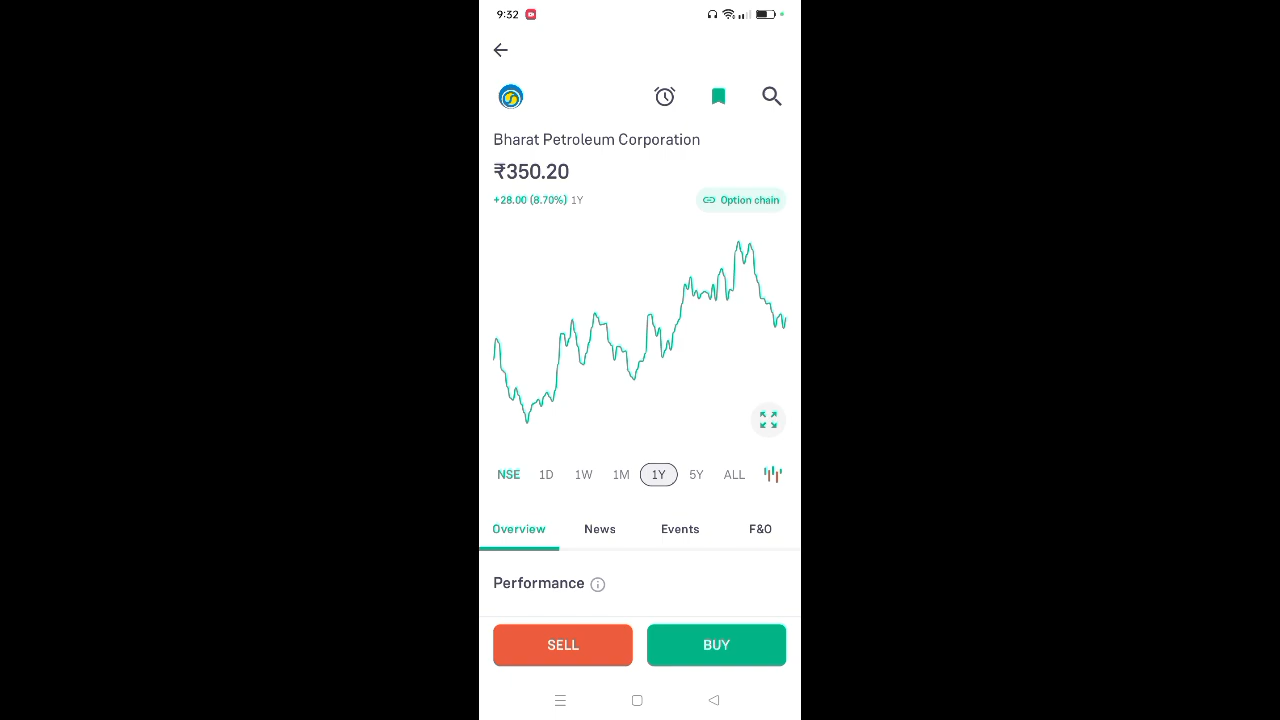 9:32
Bharat Petroleum Corporation
₹350.20
+28.00 (8.70%) 1Y
Option chain
NSE 1D 1W 1M 1Y 5Y ALL
Overview News Events F&O
Performance
SELL BUY